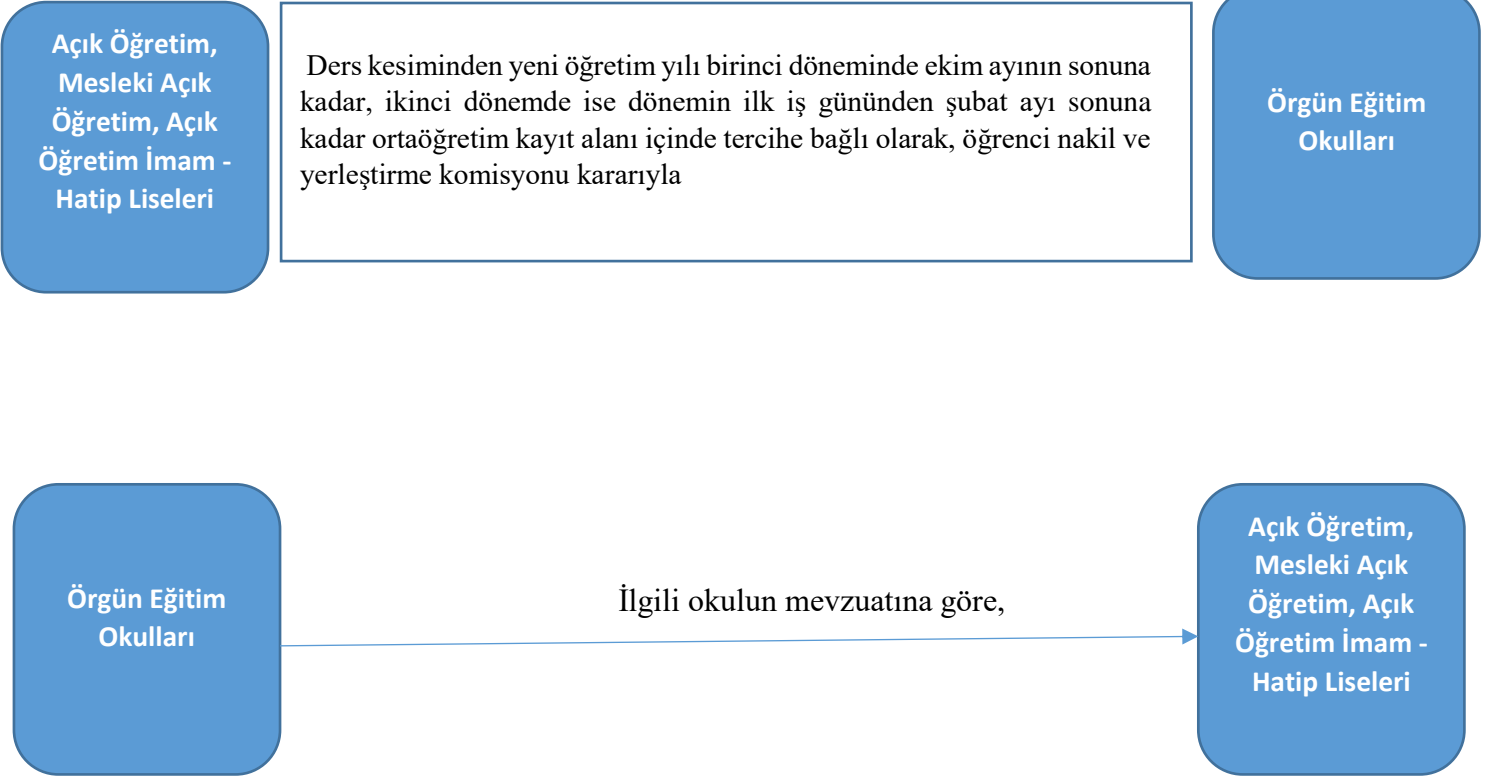 Açık Öğretim,
Mesleki Açık
Öğretim, Açık
Öğretim İmam -
Hatip Liseleri
Ders kesiminden yeni öğretim yılı birinci döneminde ekim ayının sonuna
kadar, ikinci dönemde ise dönemin ilk iş gününden şubat ayı sonuna
kadar ortaöğretim kayıt alanı içinde tercihe bağlı olarak, öğrenci nakil ve
yerleştirme komisyonu kararıyla
Örgün Eğitim
Okulları
Örgün Eğitim
Okulları
İlgili okulun mevzuatına göre,
Açık Öğretim,
Mesleki Açık
Öğretim, Açık
Öğretim İmam -
Hatip Liseleri